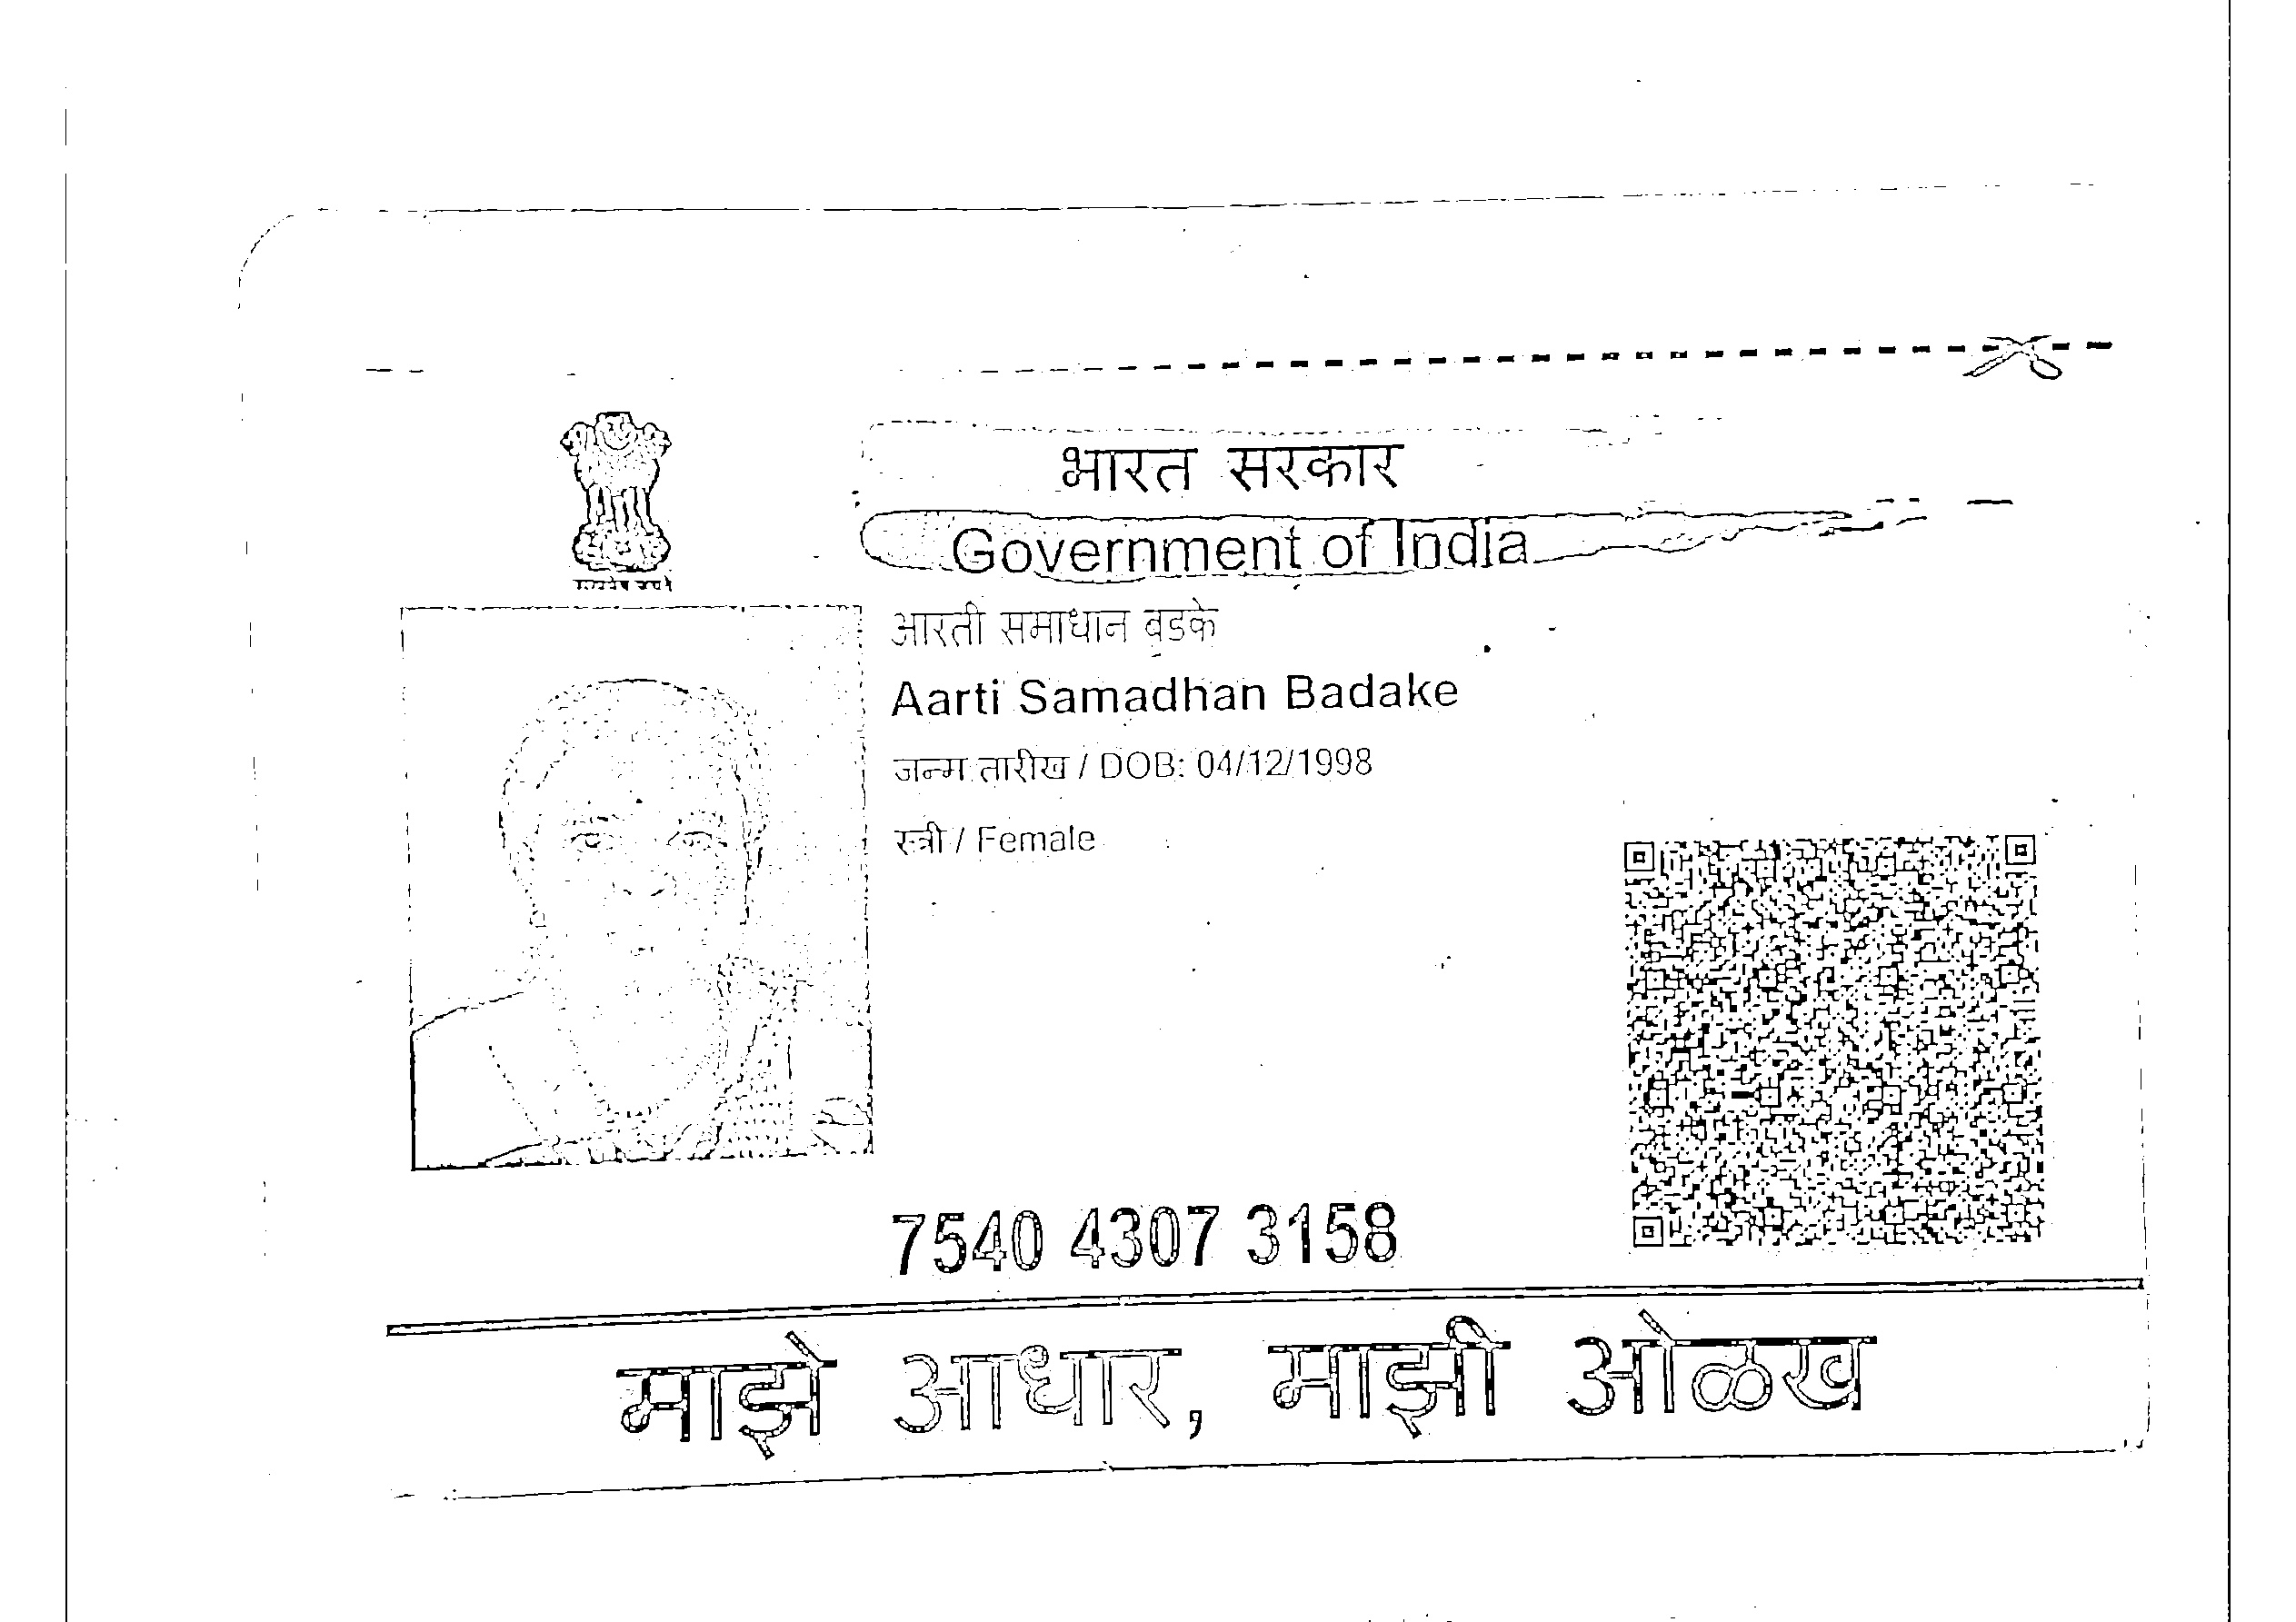 भारत सरकार
Government of India
सत्यमेव जयते
आरती समाधान बडके
Aarti Samadhan Badake
जन्म तारीख / DOB: 04/12/1998
स्त्री / Female
7540 4307 3158
माझे आधार, माझी ओळख